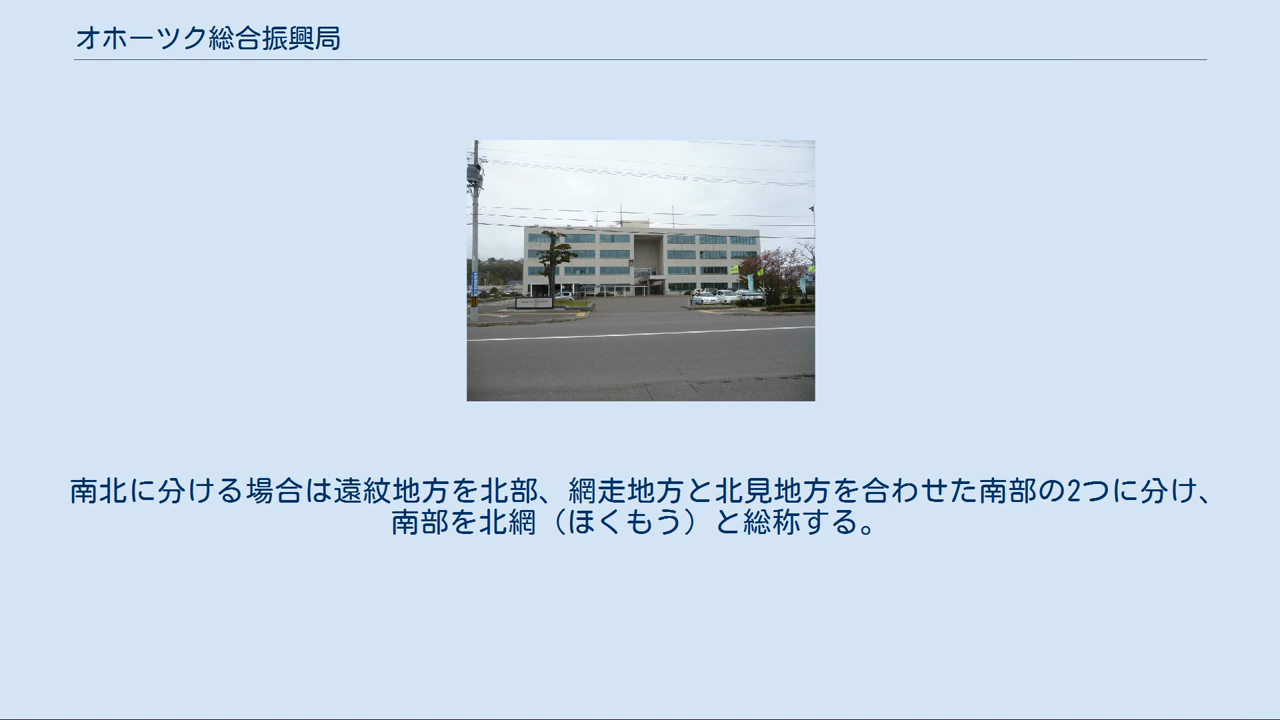 オホーツク総合振興局
南北に分ける場合は遠紋地方を北部、網走地方と北見地方を合わせた南部の2つに分け、
南部を北網（ほくもう）と総称する。